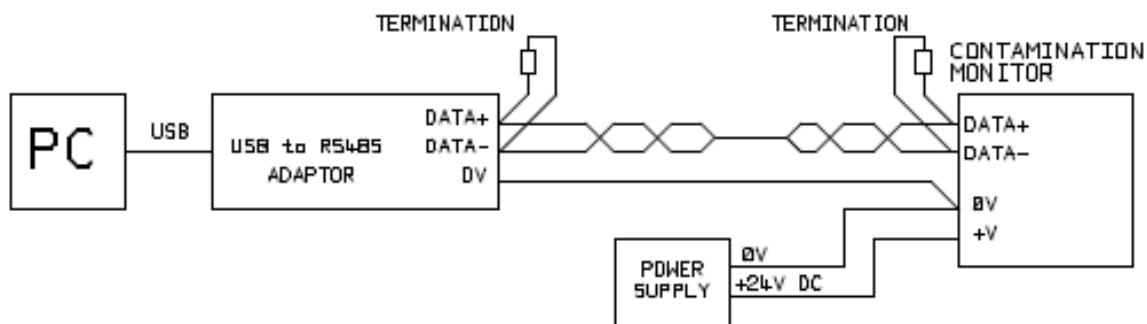 TERMINATION
TERMINATION
CONTAMINATION
MONITOR
PC
USB
USB to RS485
ADAPTOR
DATA+
DATA-
0V
DATA+
DATA-
0V
+V
POWER
SUPPLY
0V
+24V DC